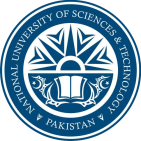 NATIONAL UNIVERSITY OF SCIENCES & TECHNOLOGY
PAKISTAN